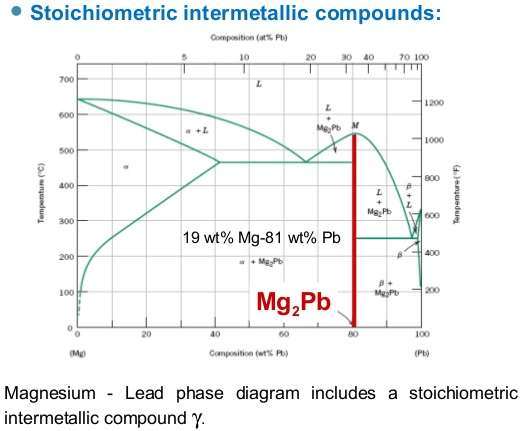 • Stoichiometric intermetallic compounds:
Composition (at% Pb)
0 5 10 20 30 40 70 100
700
600
500
400
300
200
100
0
Temperature (°C)
1200
1000
800
600
400
200
Temperature (°F)
L
α + L
α
L
+
Mg₂Pb
M
L
+
Mg₂Pb
β
+
L
β
19 wt% Mg-81 wt% Pb
α + Mg₂Pb
β +
Mg₂Pb
Mg₂Pb
0 20 40 60 80 100
(Mg) Composition (wt% Pb) (Pb)
Magnesium - Lead phase diagram includes a stoichiometric
intermetallic compound γ.